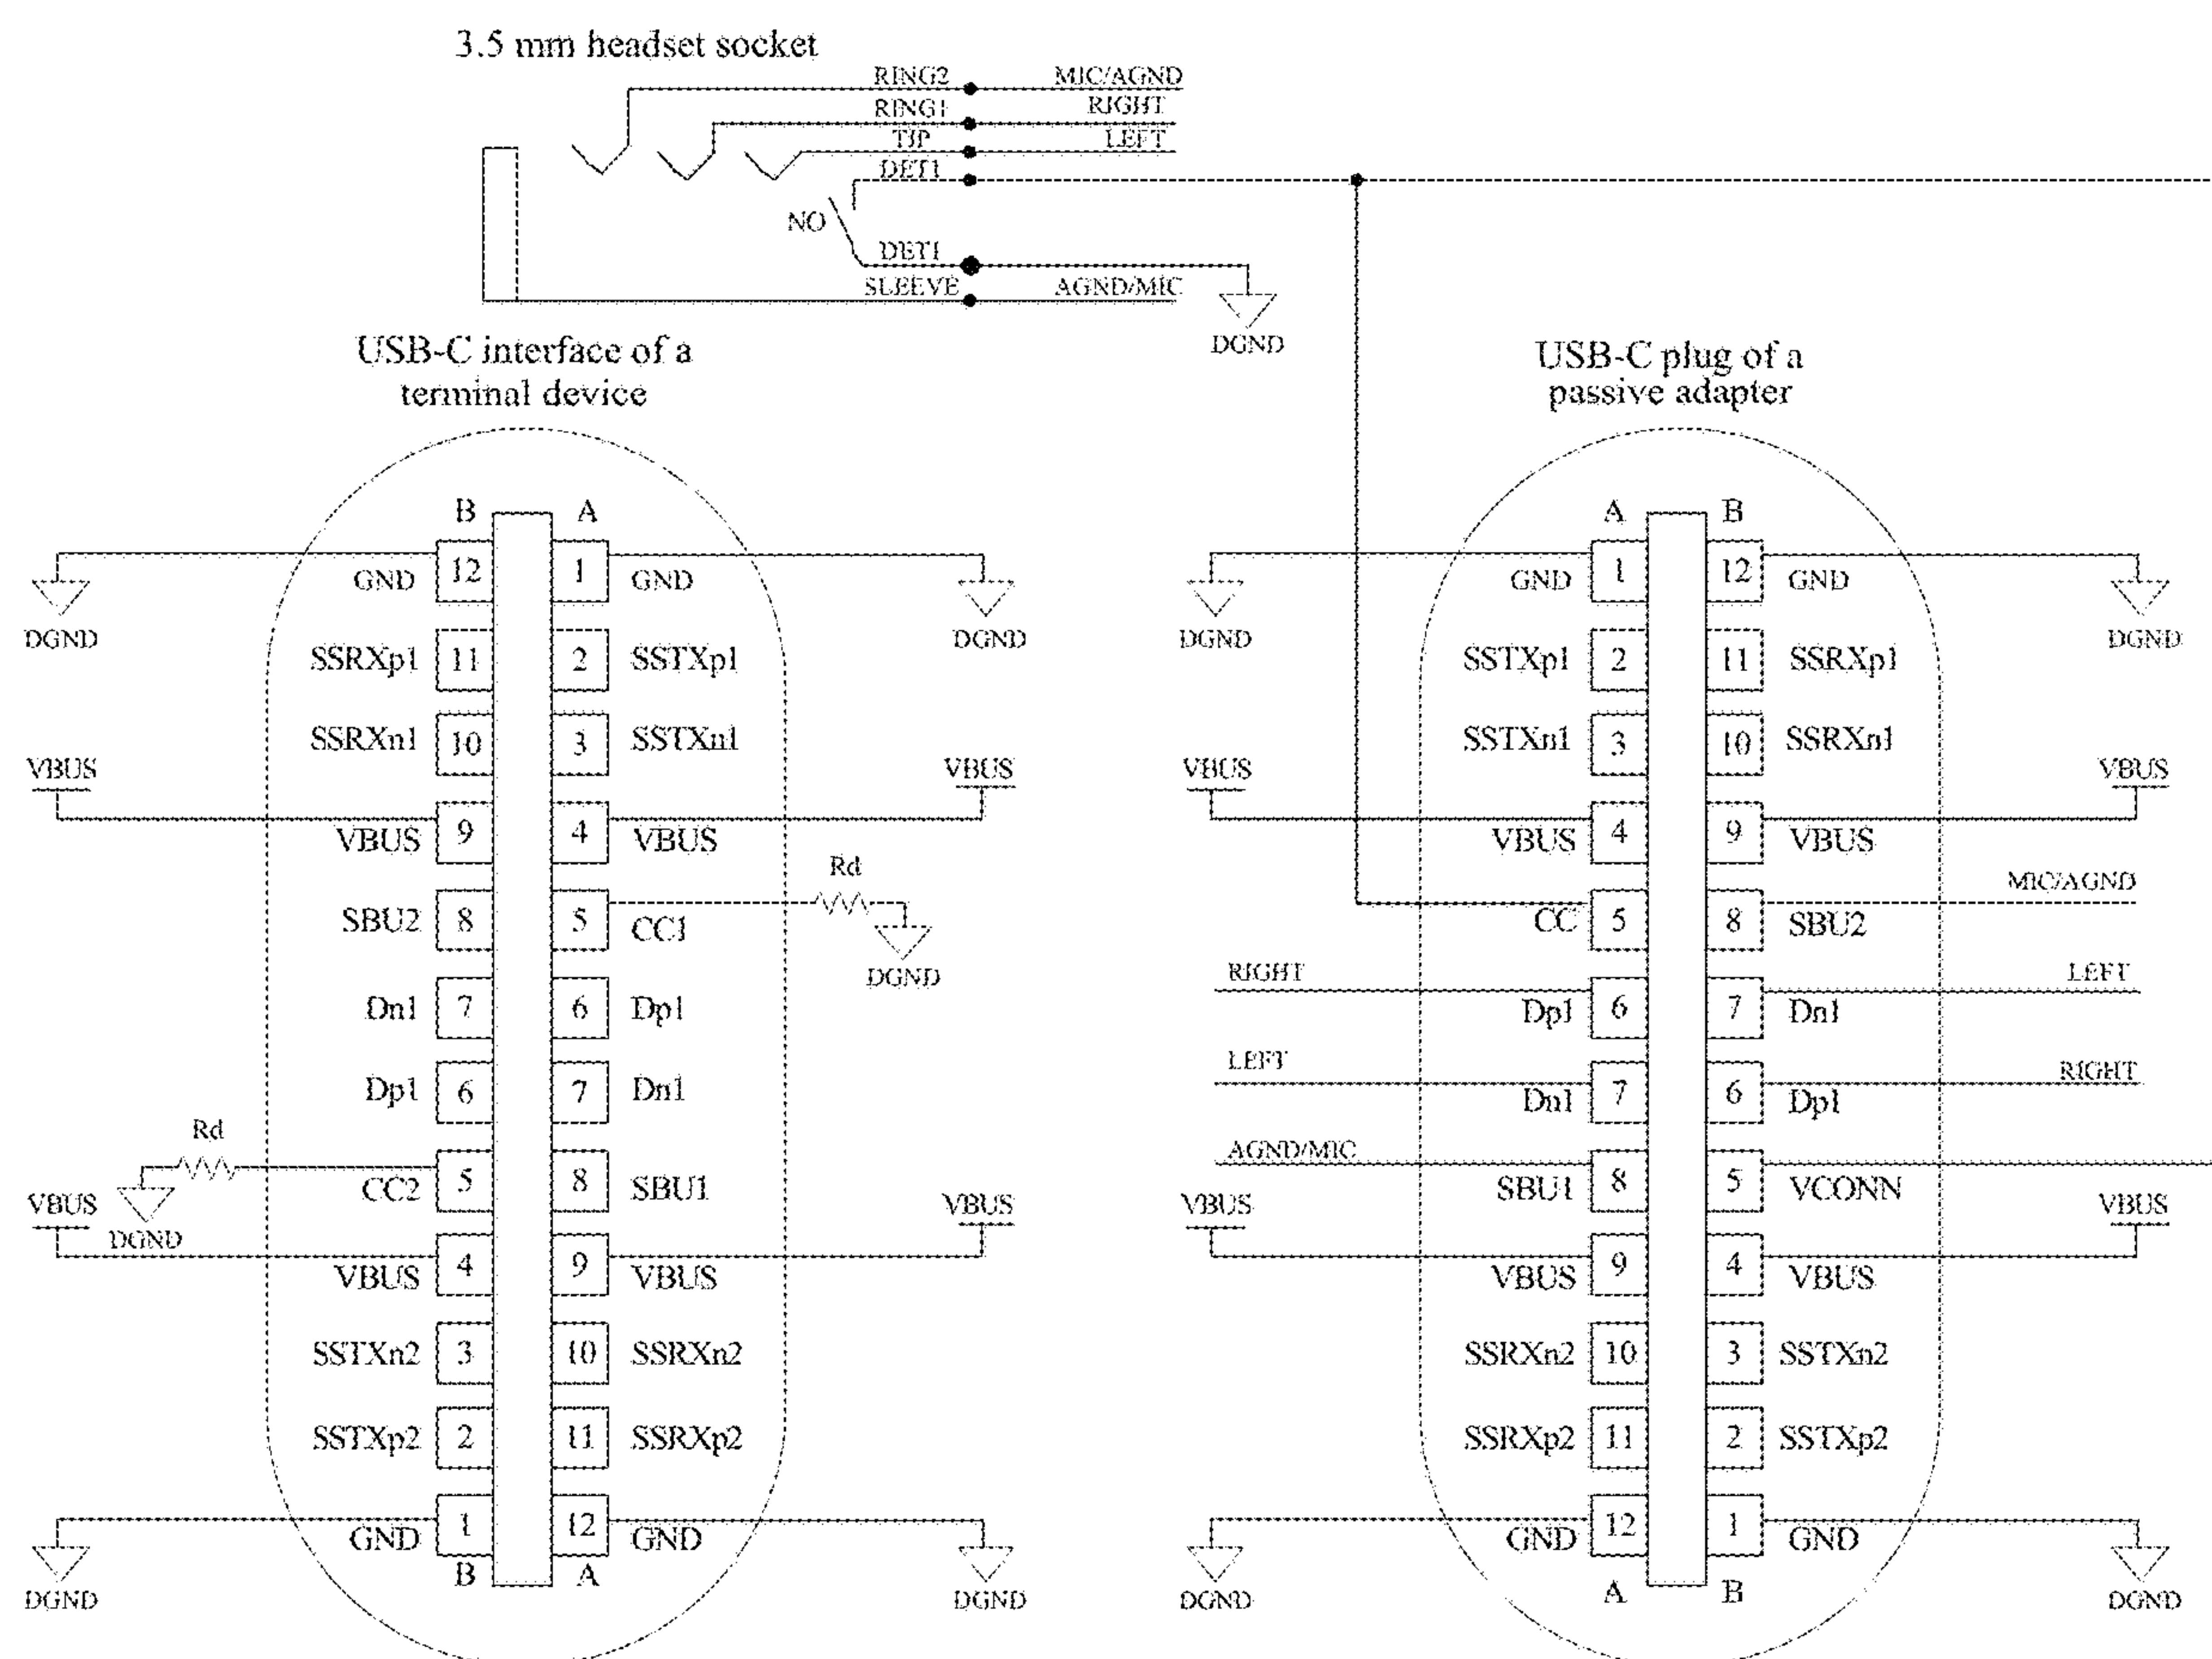 3.5 mm headset socket
RING2 MIC/AGND
RING1 RIGHT
TIP LEFT
DET1
NO
DET1
SLEEVE AGND/MIC
DGND
USB-C interface of a
terminal device
B A
12 1
GND GND
DGND DGND
SSRXp1 11 2 SSTXp1
SSRXn1 10 3 SSTXn1
VBUS VBUS
9 4
VBUS VBUS
Rd
SBU2 8 5 CC1
DGND
Dn1 7 6 Dp1
Dp1 6 7 Dn1
Rd
5 8
CC2 SBU1
VBUS VBUS
DGND
4 9
VBUS VBUS
SSTXn2 3 10 SSRXn2
SSTXp2 2 11 SSRXp2
1 12
GND GND
B A
DGND DGND
USB-C plug of a
passive adapter
A B
1 12
GND GND
DGND DGND
SSTXp1 2 11 SSRXp1
SSTXn1 3 10 SSRXn1
VBUS VBUS
4 9
VBUS VBUS
MIC/AGND
CC 5 8 SBU2
RIGHT LEFT
Dp1 6 7 Dn1
LEFT RIGHT
Dn1 7 6 Dp1
AGND/MIC
SBU1 8 5 VCONN
VBUS VBUS
9 4
VBUS VBUS
SSRXn2 10 3 SSTXn2
SSRXp2 11 2 SSTXp2
12 1
GND GND
A B
DGND DGND